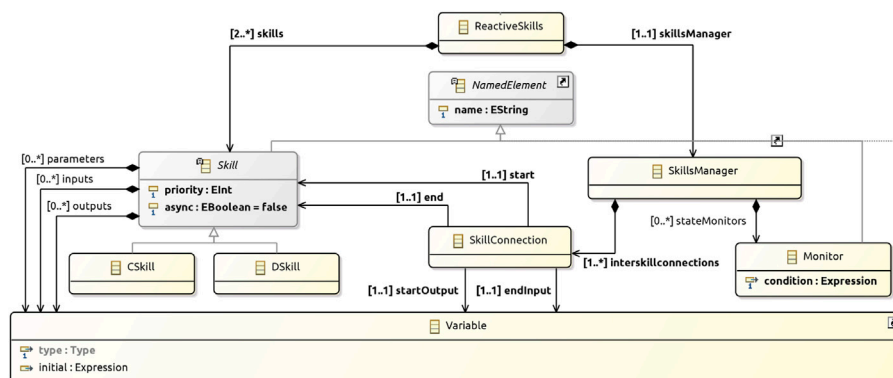 ReactiveSkills
[2..*] skills
[1..1] skillsManager
NamedElement
name : EString
[0..*] parameters
[0..*] inputs
[0..*] outputs
Skill
priority : EInt
async : EBoolean = false
[1..1] start
[1..1] end
SkillsManager
[0..*] stateMonitors
SkillConnection
[1..*] interskillconnections
Monitor
condition : Expression
CSkill
DSkill
[1..1] startOutput
[1..1] endInput
Variable
type : Type
initial : Expression